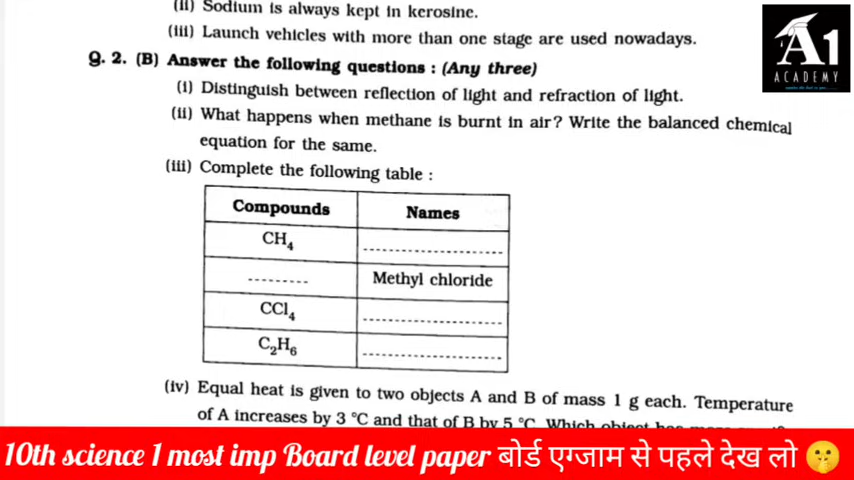 (ii) Sodium is always kept in kerosine.
(iii) Launch vehicles with more than one stage are used nowadays.
Q. 2. (B) Answer the following questions : (Any three)
(i) Distinguish between reflection of light and refraction of light.
(ii) What happens when methane is burnt in air? Write the balanced chemical
equation for the same.
(iii) Complete the following table :
Compounds Names
CH₄ ........................
......... Methyl chloride
CCl₄ ........................
C₂H₆ ........................
(iv) Equal heat is given to two objects A and B of mass 1 g each. Temperature
of A increases by 3 °C and that of B by 5 °C. Which object has
A1
ACADEMY
10th science 1 most imp Board level paper बोर्ड एग्जाम से पहले देख लो 🤫